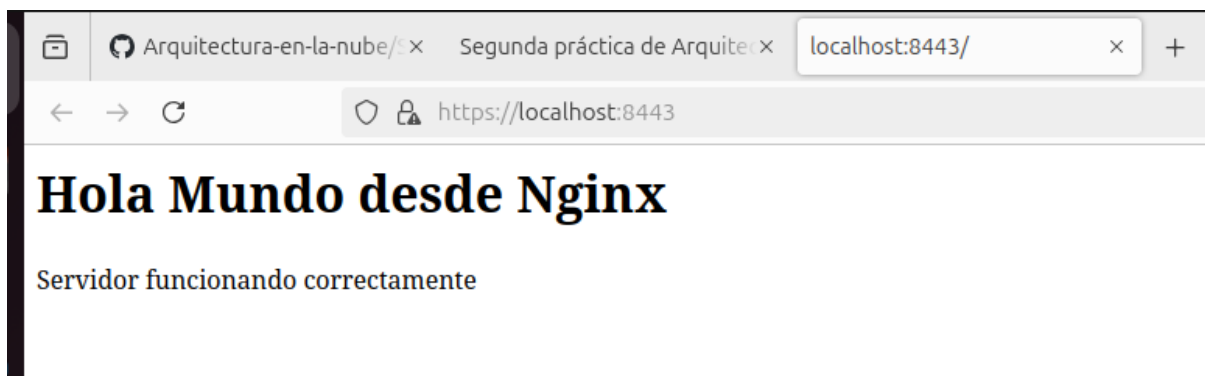 Arquitectura-en-la-nube/S
Segunda práctica de Arquitec
localhost:8443/
https://localhost:8443
Hola Mundo desde Nginx
Servidor funcionando correctamente